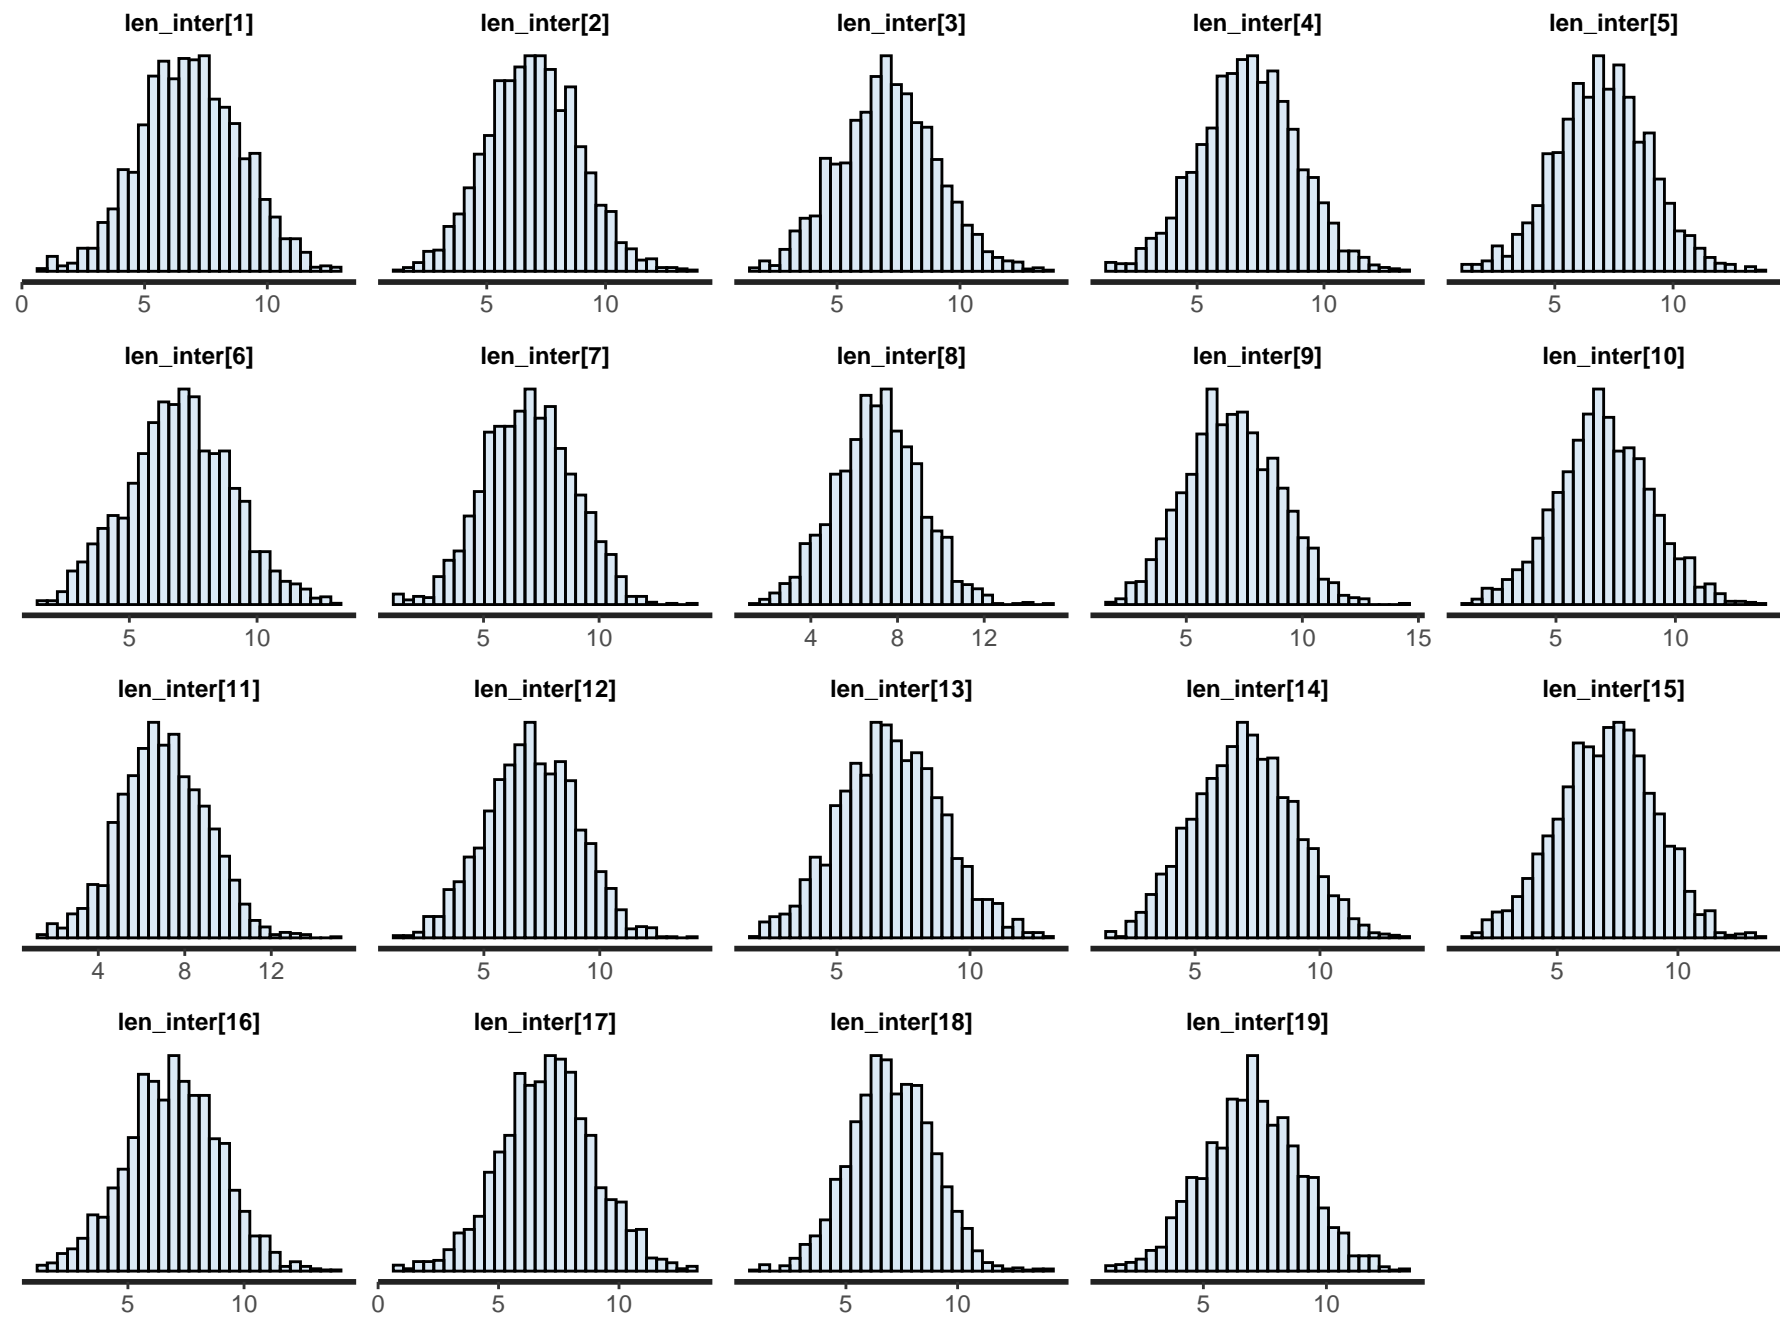 len_inter[1] len_inter[2] len_inter[3] len_inter[4] len_inter[5]
0 5 10 5 10 5 10 5 10 5 10
len_inter[6] len_inter[7] len_inter[8] len_inter[9] len_inter[10]
5 10 5 10 4 8 12 5 10 15 5 10
len_inter[11] len_inter[12] len_inter[13] len_inter[14] len_inter[15]
4 8 12 5 10 5 10 5 10 5 10
len_inter[16] len_inter[17] len_inter[18] len_inter[19]
5 10 0 5 10 5 10 5 10